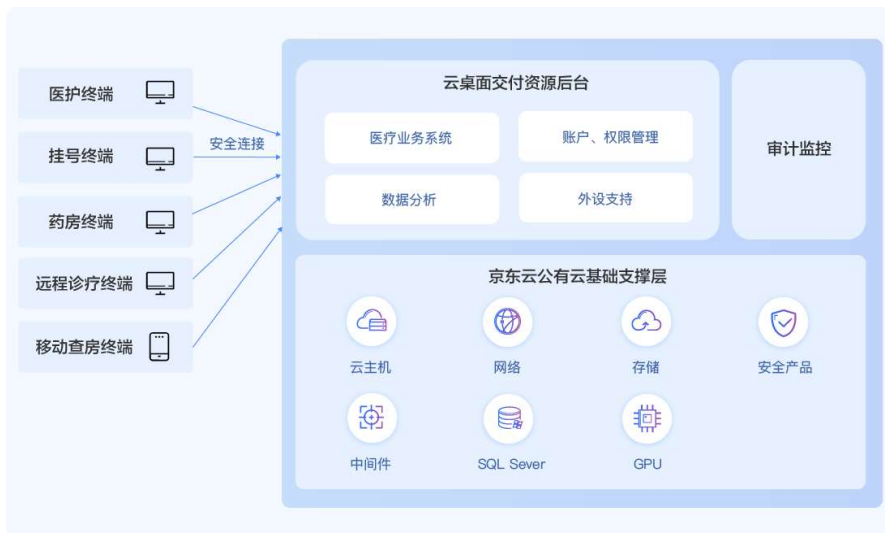 医护终端
挂号终端
药房终端
远程诊疗终端
移动查房终端
安全连接
云桌面交付资源后台
医疗业务系统
账户、权限管理
数据分析
外设支持
审计监控
京东云公有云基础支撑层
云主机
网络
存储
安全产品
中间件
SQL Sever
GPU